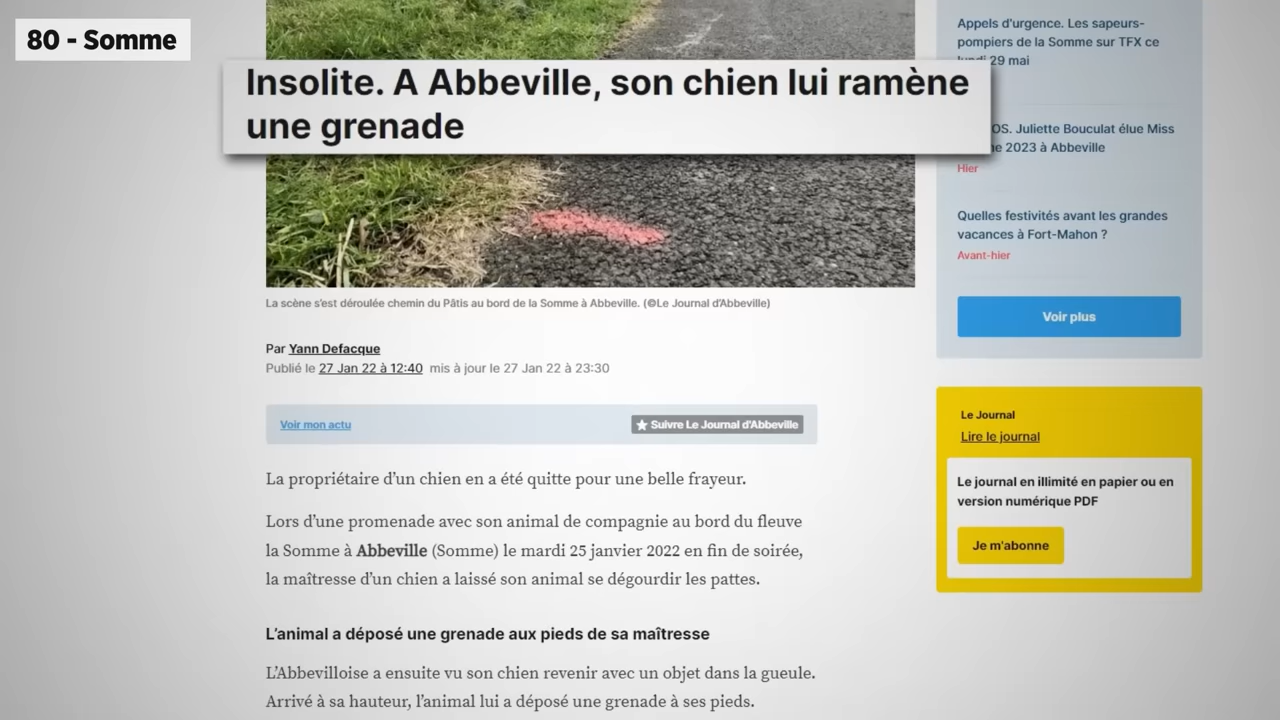 80 - Somme
Insolite. A Abbeville, son chien lui ramène
une grenade
La scène s'est déroulée chemin du Pâtis au bord de la Somme à Abbeville. (©Le Journal d'Abbeville)
Par Yann Defacque
Publié le 27 Jan 22 à 12:40 mis à jour le 27 Jan 22 à 23:30
Voir mon actu
Suivre Le Journal d'Abbeville
La propriétaire d'un chien en a été quitte pour une belle frayeur.
Lors d'une promenade avec son animal de compagnie au bord du fleuve
la Somme à Abbeville (Somme) le mardi 25 janvier 2022 en fin de soirée,
la maîtresse d'un chien a laissé son animal se dégourdir les pattes.
L'animal a déposé une grenade aux pieds de sa maîtresse
L'Abbevilloise a ensuite vu son chien revenir avec un objet dans la gueule.
Arrivé à sa hauteur, l'animal lui a déposé une grenade à ses pieds.
Appels d'urgence. Les sapeurs-
pompiers de la Somme sur TFX ce
lundi 29 mai
Juliette Bouculat élue Miss
2023 à Abbeville
Hier
Quelles festivités avant les grandes
vacances à Fort-Mahon ?
Avant-hier
Voir plus
Le Journal
Lire le journal
Le journal en illimité en papier ou en
version numérique PDF
Je m'abonne